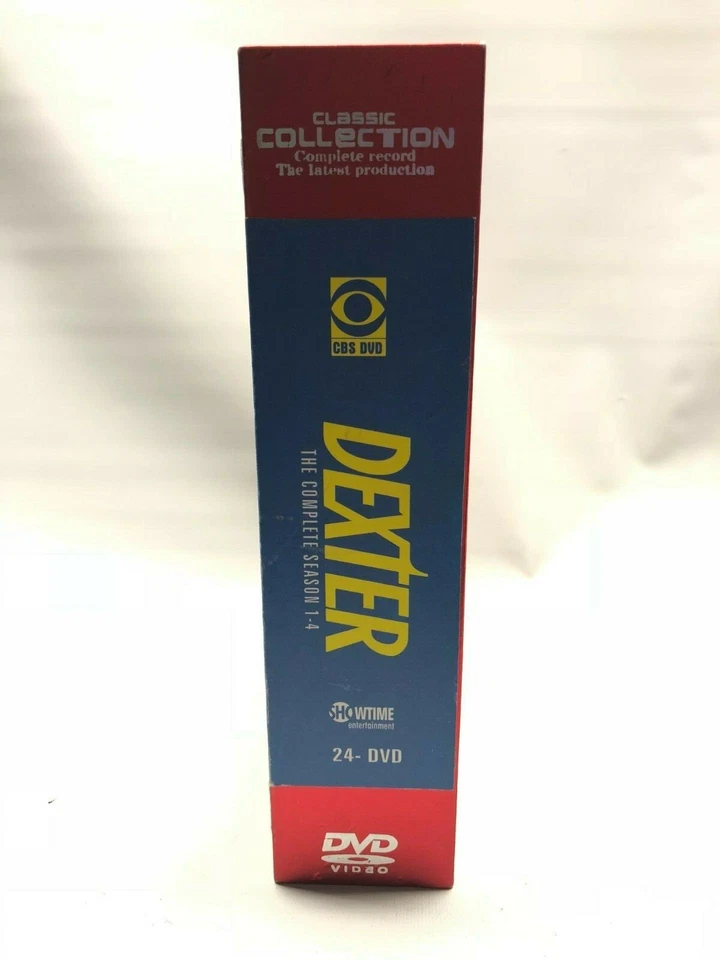 CLASSIC
COLLECTION
Complete record
The latest production
CBS DVD
DEXTER
THE COMPLETE SEASON 1-4
SHOWTIME
entertainment
24- DVD
DVD
VIDEO